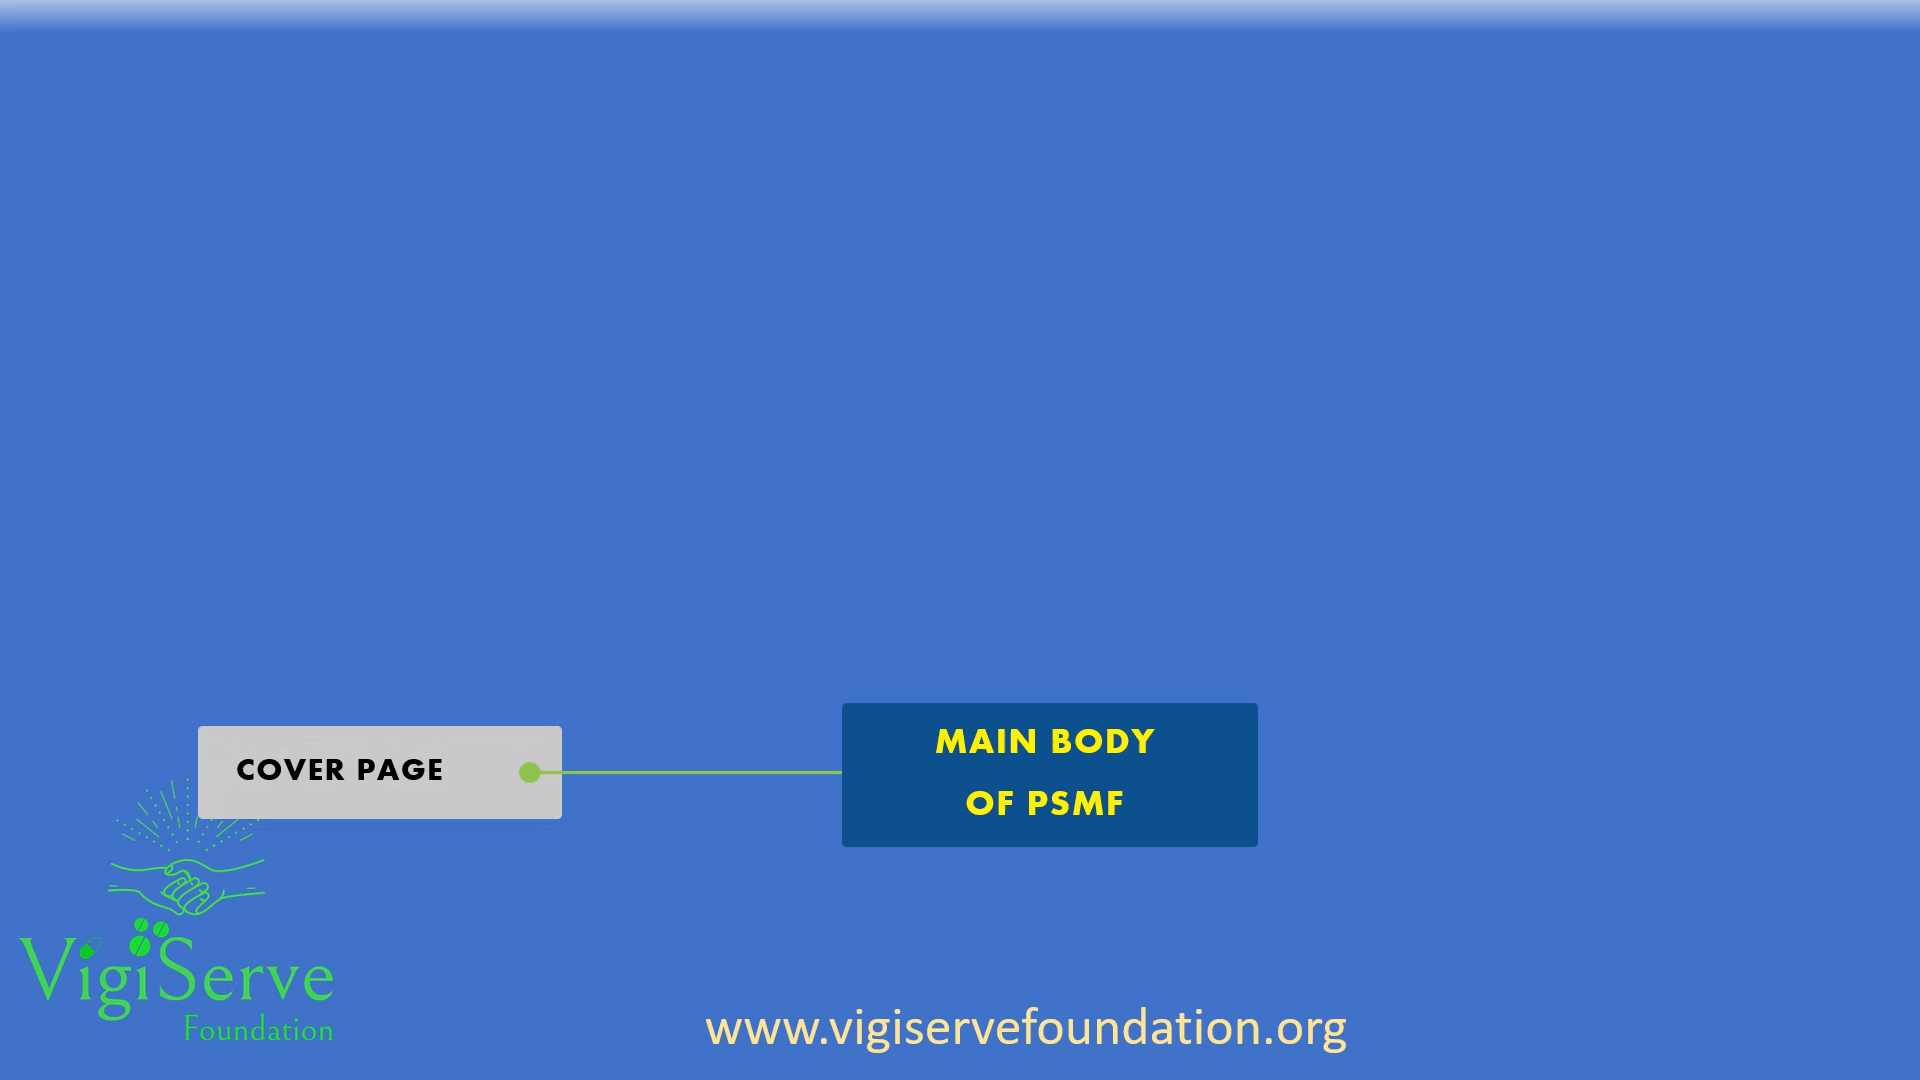 COVER PAGE
MAIN BODY
OF PSMF
VigiServe
Foundation
www.vigiservefoundation.org